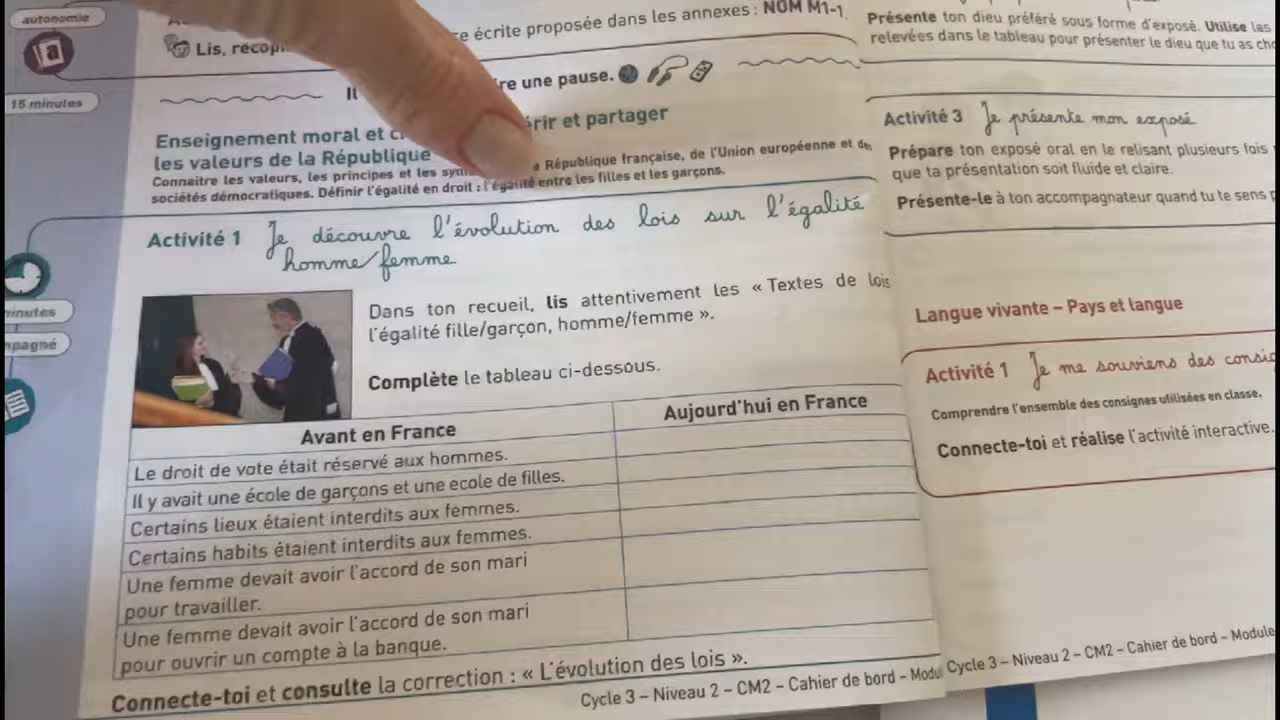 autonomie
a
15 minutes
Lis,
re écrite proposée dans les annexes : NOM M1-1.
re une pause.
Enseignement moral et érir et partager
les valeurs de la République
Connaitre les valeurs, les principes et les a République française, de l'Union européenne et
sociétés démocratiques. Définir l'égalité en droit : l'égalité entre les filles et les garçons.
Activité 1 Je découvre l'évolution des lois sur l'égalité
homme/femme
minutes
mpagné
Dans ton recueil, lis attentivement les « Textes de lois
l'égalité fille/garçon, homme/femme ».
Complète le tableau ci-dessous.
Avant en France
Aujourd'hui en France
Le droit de vote était réservé aux hommes.
Il y avait une école de garçons et une école de filles.
Certains lieux étaient interdits aux femmes.
Certains habits étaient interdits aux femmes.
Une femme devait avoir l'accord de son mari
pour travailler.
Une femme devait avoir l'accord de son mari
pour ouvrir un compte à la banque.
Connecte-toi et consulte la correction : « L'évolution des lois ».
Cycle 3 – Niveau 2 – CM2 – Cahier de bord – Modu
Présente ton dieu préféré sous forme d'exposé. Utilise les
relevées dans le tableau pour présenter le dieu que tu as cho
Activité 3 Je présente mon exposé
Prépare ton exposé oral en le relisant plusieurs fois
que ta présentation soit fluide et claire.
Présente-le à ton accompagnateur quand tu te sens
Langue vivante – Pays et langue
Activité 1 Je me souviens des consig
Comprendre l'ensemble des consignes utilisées en classe.
Connecte-toi et réalise l'activité interactive.
Cycle 3 – Niveau 2 – CM2 – Cahier de bord – Module